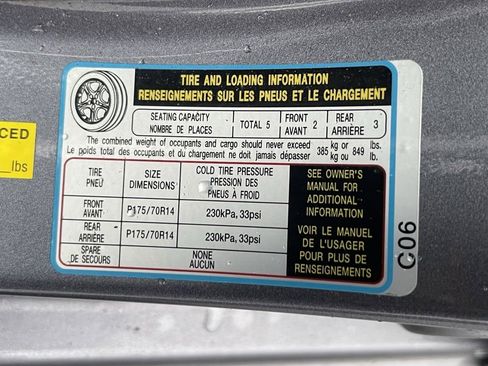 TIRE AND LOADING INFORMATION
RENSEIGNEMENTS SUR LES PNEUS ET LE CHARGEMENT
SEATING CAPACITY
NOMBRE DE PLACES
TOTAL 5
FRONT
AVANT 2
REAR
ARRIÈRE 3
The combined weight of occupants and cargo should never exceed 385 kg or 849 lbs.
Le poids total des occupants et du chargement ne doit jamais dépasser 385 kg ou 849 lb.
TIRE
PNEU
SIZE
DIMENSIONS
COLD TIRE PRESSURE
PRESSION DES
PNEUS À FROID
FRONT
AVANT
P175/70R14
230kPa, 33psi
REAR
ARRIÈRE
P175/70R14
230kPa, 33psi
SPARE
DE SECOURS
NONE
AUCUN
SEE OWNER'S
MANUAL FOR
ADDITIONAL
INFORMATION
VOIR LE MANUEL
DE L'USAGER
POUR PLUS DE
RENSEIGNEMENTS
C06
CED
lbs